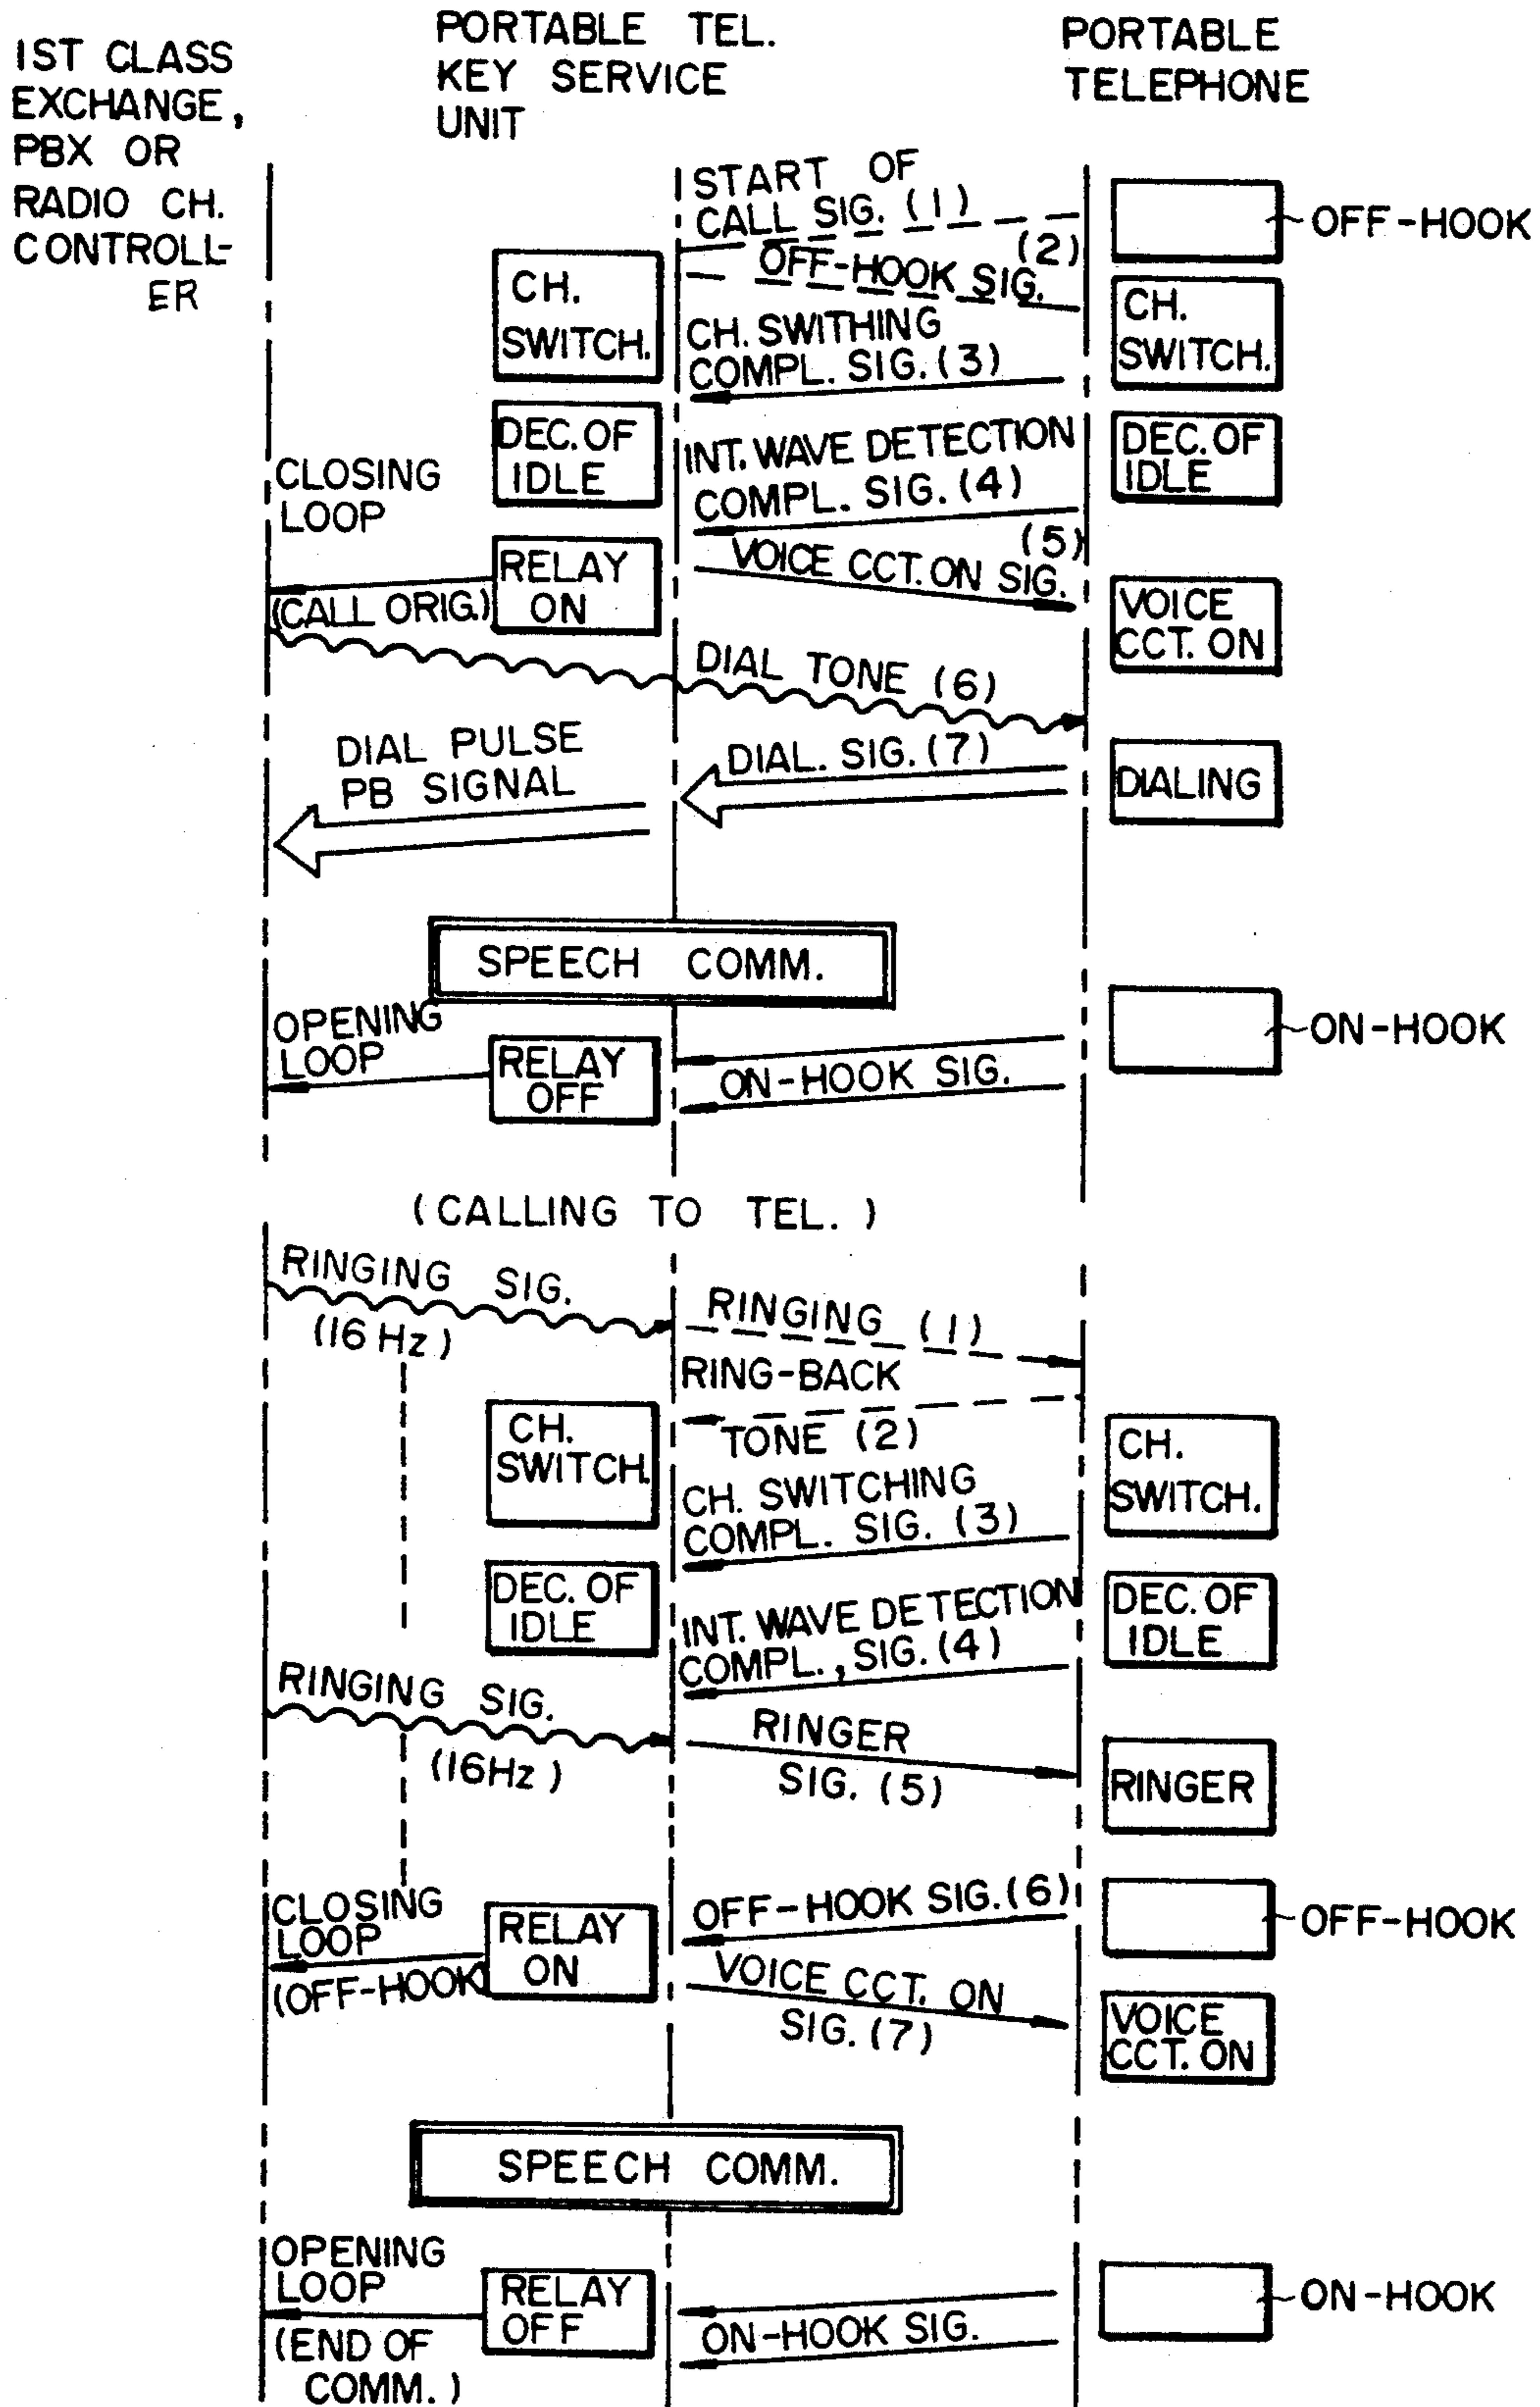 1ST CLASS
EXCHANGE,
PBX OR
RADIO CH.
CONTROLL-
ER
PORTABLE TEL.
KEY SERVICE
UNIT
PORTABLE
TELEPHONE
START OF
CALL SIG. (1)
OFF-HOOK
(2)
OFF-HOOK SIG.
CH.
SWITCH.
CH. SWITHING
COMPL. SIG. (3)
CH.
SWITCH.
DEC. OF
IDLE
INT. WAVE DETECTION
COMPL. SIG. (4)
DEC. OF
IDLE
CLOSING
LOOP
RELAY
ON
(5)
VOICE CCT. ON SIG.
VOICE
CCT. ON
(CALL ORIG.)
DIAL TONE (6)
DIAL PULSE
PB SIGNAL
DIAL. SIG. (7)
DIALING
SPEECH COMM.
OPENING
LOOP
RELAY
OFF
ON-HOOK SIG.
ON-HOOK
(CALLING TO TEL.)
RINGING SIG.
(16 Hz)
RINGING (1)
RING-BACK
TONE (2)
CH.
SWITCH.
CH. SWITCHING
COMPL. SIG. (3)
CH.
SWITCH.
DEC. OF
IDLE
INT. WAVE DETECTION
COMPL., SIG. (4)
DEC. OF
IDLE
RINGING SIG.
(16Hz)
RINGER
SIG. (5)
RINGER
CLOSING
LOOP
(OFF-HOOK)
RELAY
ON
OFF-HOOK SIG. (6)
OFF-HOOK
VOICE CCT. ON
SIG. (7)
VOICE
CCT. ON
SPEECH COMM.
OPENING
LOOP
(END OF
COMM.)
RELAY
OFF
ON-HOOK SIG.
ON-HOOK